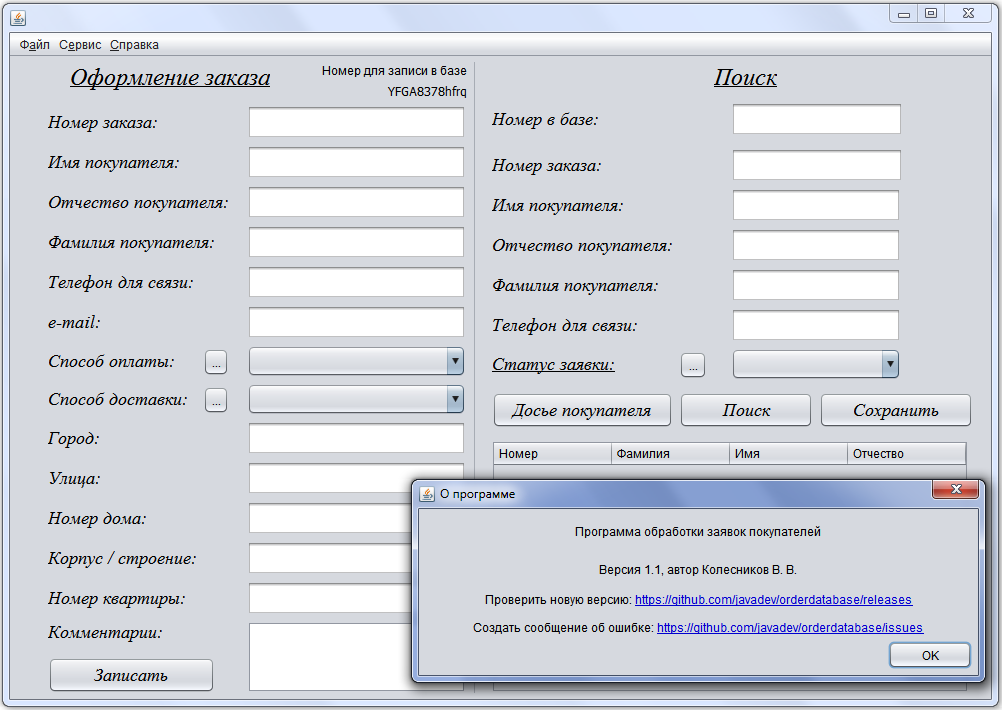 Файл Сервис Справка
Оформление заказа
Номер для записи в базе
YFGA8378hfrq
Номер заказа:
Имя покупателя:
Отчество покупателя:
Фамилия покупателя:
Телефон для связи:
e-mail:
Способ оплаты: ...
Способ доставки: ...
Город:
Улица:
Номер дома:
Корпус / строение:
Номер квартиры:
Комментарии:
Записать
Поиск
Номер в базе:
Номер заказа:
Имя покупателя:
Отчество покупателя:
Фамилия покупателя:
Телефон для связи:
Статус заявки: ...
Досье покупателя Поиск Сохранить
Номер Фамилия Имя Отчество
О программе
Программа обработки заявок покупателей
Версия 1.1, автор Колесников В. В.
Проверить новую версию: https://github.com/javadev/orderdatabase/releases
Создать сообщение об ошибке: https://github.com/javadev/orderdatabase/issues
OK